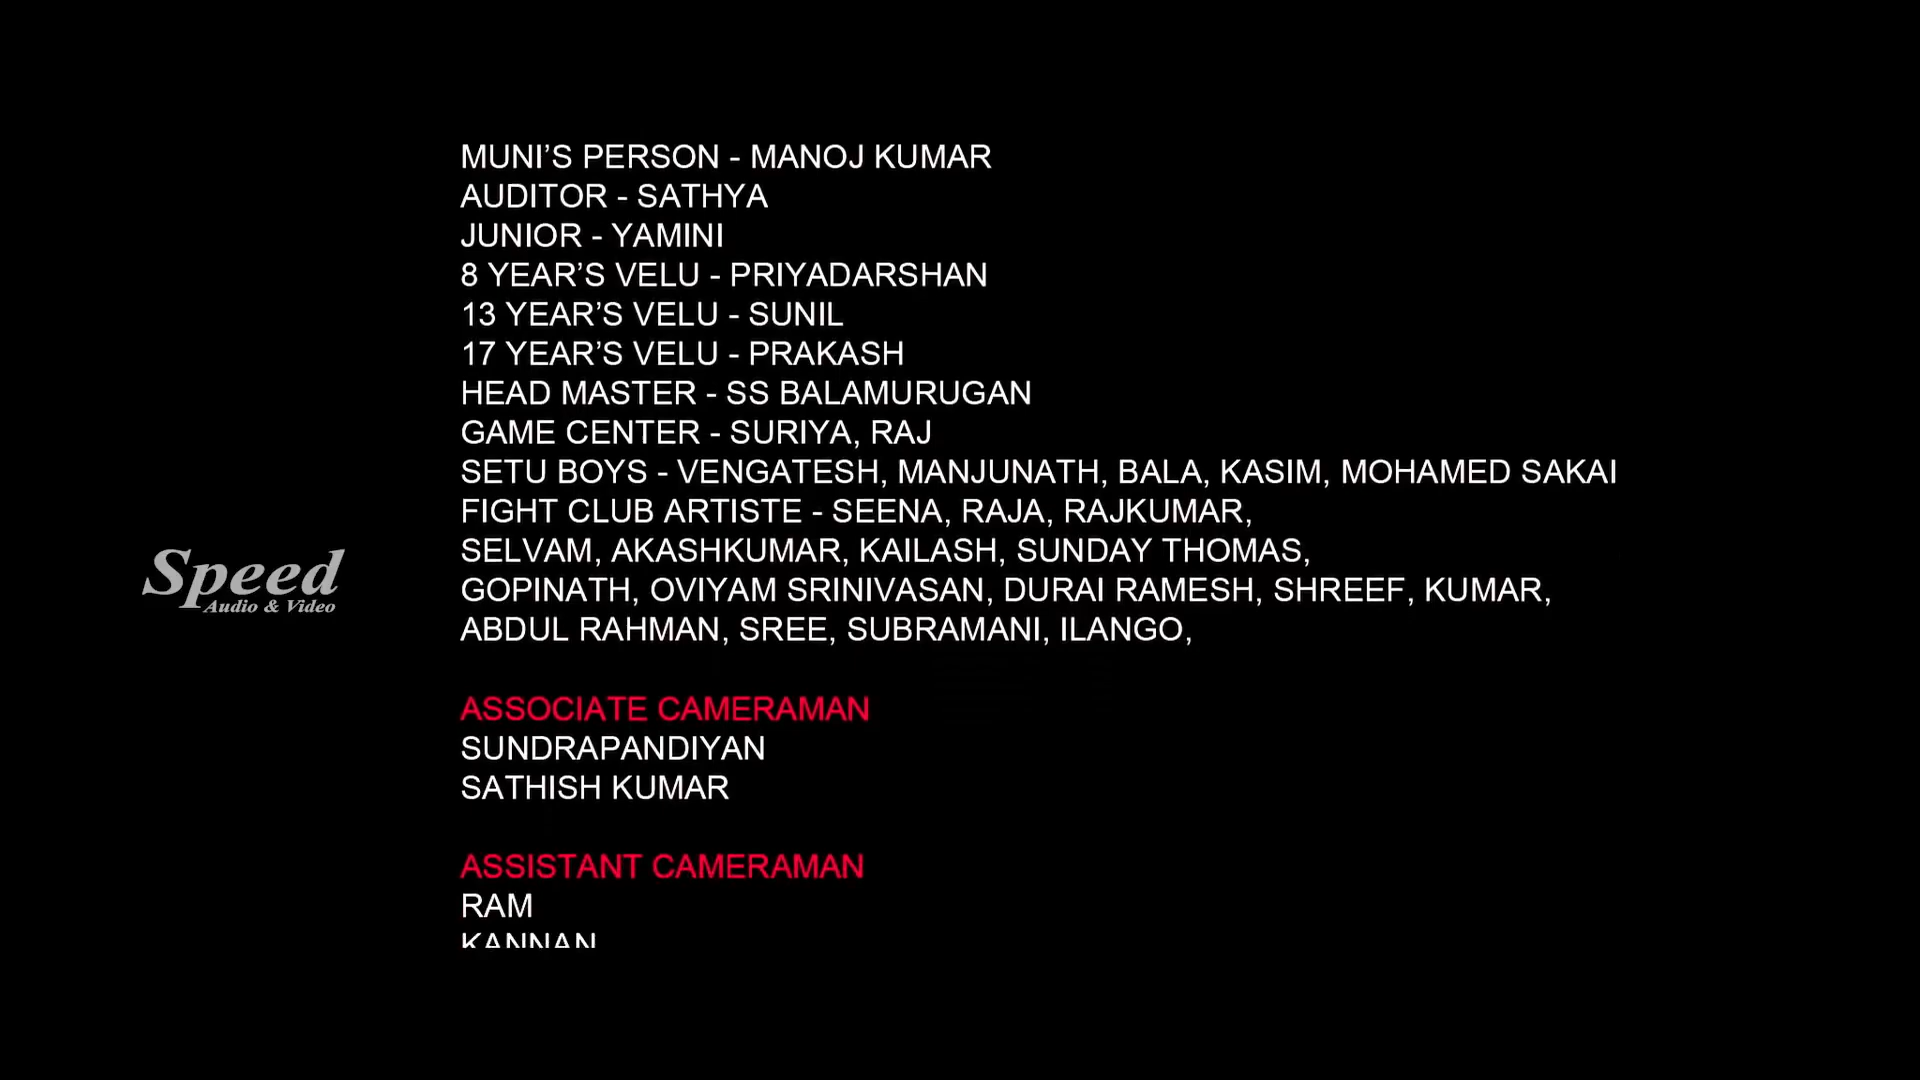 MUNI’S PERSON - MANOJ KUMAR
AUDITOR - SATHYA
JUNIOR - YAMINI
8 YEAR’S VELU - PRIYADARSHAN
13 YEAR’S VELU - SUNIL
17 YEAR’S VELU - PRAKASH
HEAD MASTER - SS BALAMURUGAN
GAME CENTER - SURIYA, RAJ
SETU BOYS - VENGATESH, MANJUNATH, BALA, KASIM, MOHAMED SAKAI
FIGHT CLUB ARTISTE - SEENA, RAJA, RAJKUMAR,
SELVAM, AKASHKUMAR, KAILASH, SUNDAY THOMAS,
GOPINATH, OVIYAM SRINIVASAN, DURAI RAMESH, SHREEF, KUMAR,
ABDUL RAHMAN, SREE, SUBRAMANI, ILANGO,
Speed
Audio & Video
ASSOCIATE CAMERAMAN
SUNDRAPANDIYAN
SATHISH KUMAR
ASSISTANT CAMERAMAN
RAM
KANNAN